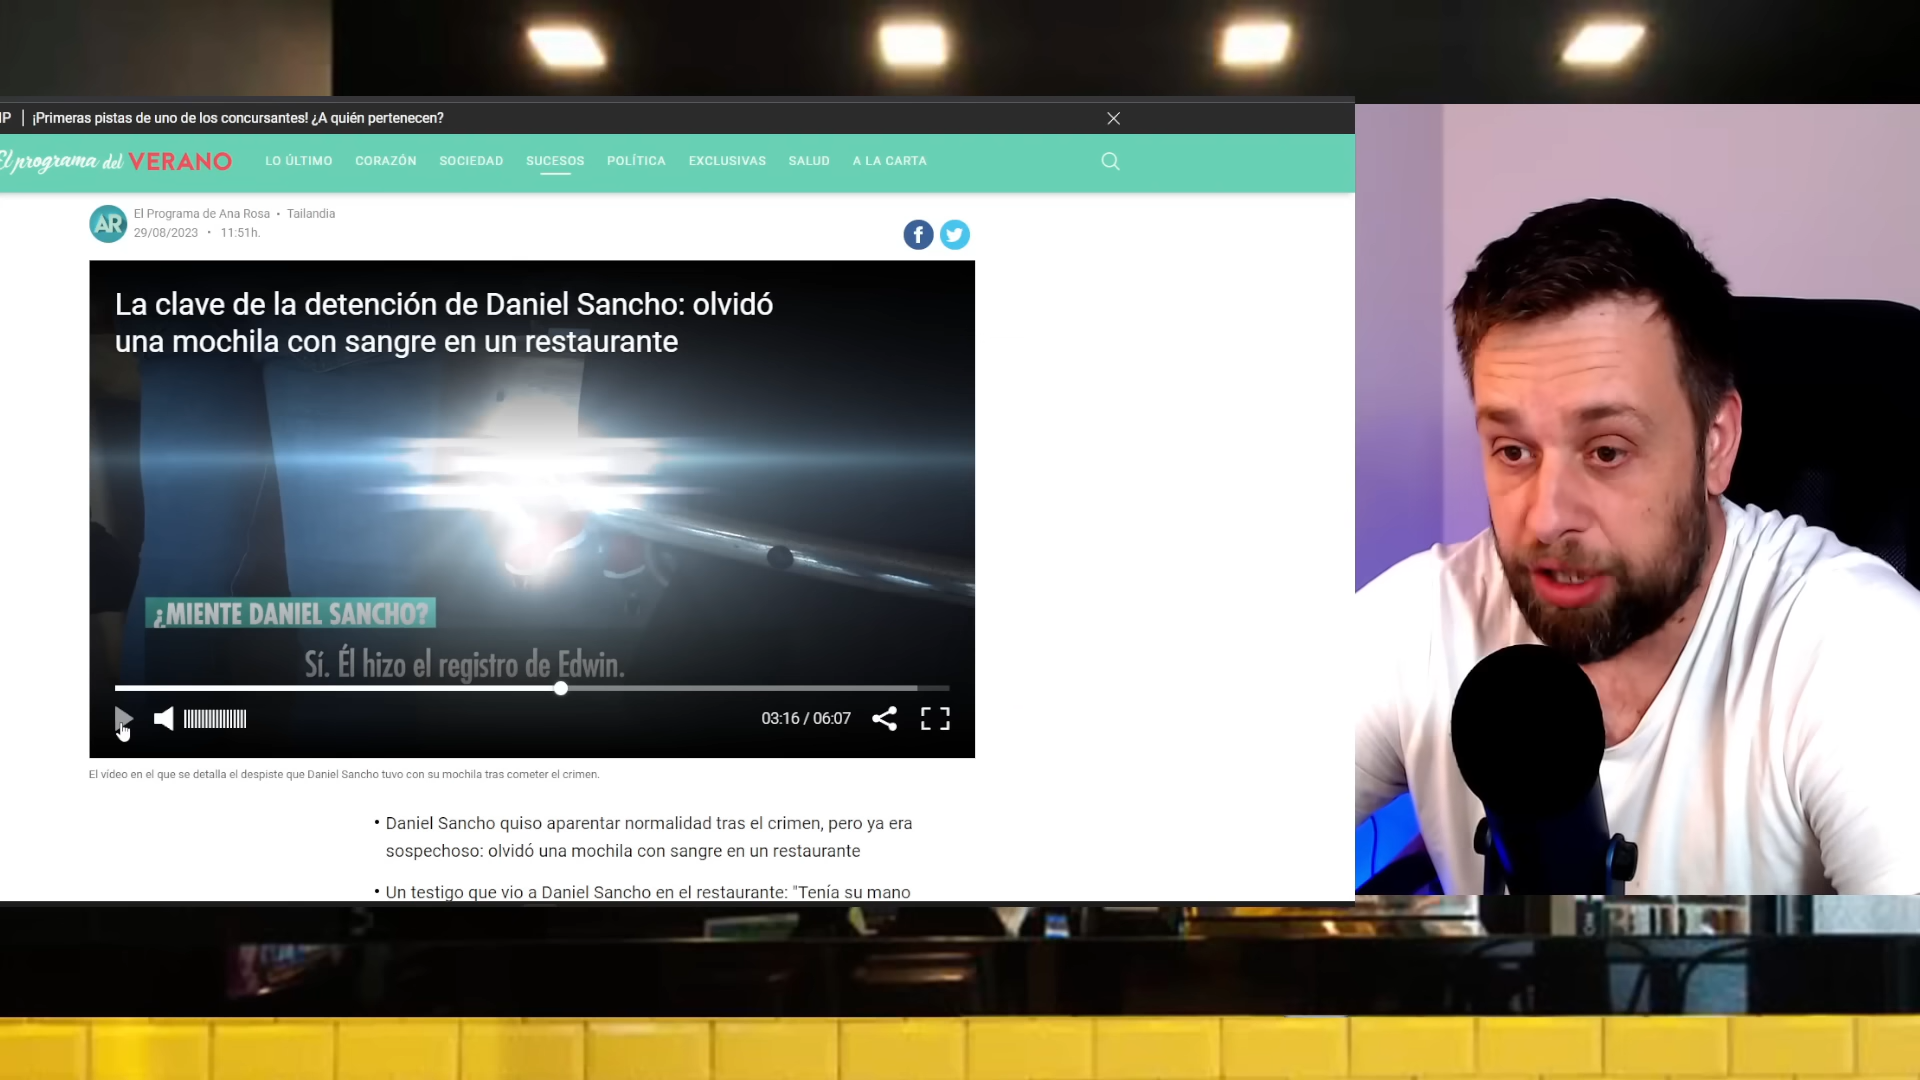 ¡Primeras pistas de uno de los concursantes! ¿A quién pertenecen?
El programa del VERANO
LO ÚLTIMO CORAZÓN SOCIEDAD SUCESOS POLÍTICA EXCLUSIVAS SALUD A LA CARTA
AR
El Programa de Ana Rosa • Tailandia
29/08/2023 • 11:51h.
La clave de la detención de Daniel Sancho: olvidó
una mochila con sangre en un restaurante
¿MIENTE DANIEL SANCHO?
Sí. Él hizo el registro de Edwin.
03:16 / 06:07
El vídeo en el que se detalla el despiste que Daniel Sancho tuvo con su mochila tras cometer el crimen.
• Daniel Sancho quiso aparentar normalidad tras el crimen, pero ya era
sospechoso: olvidó una mochila con sangre en un restaurante
• Un testigo que vio a Daniel Sancho en el restaurante: "Tenía su mano